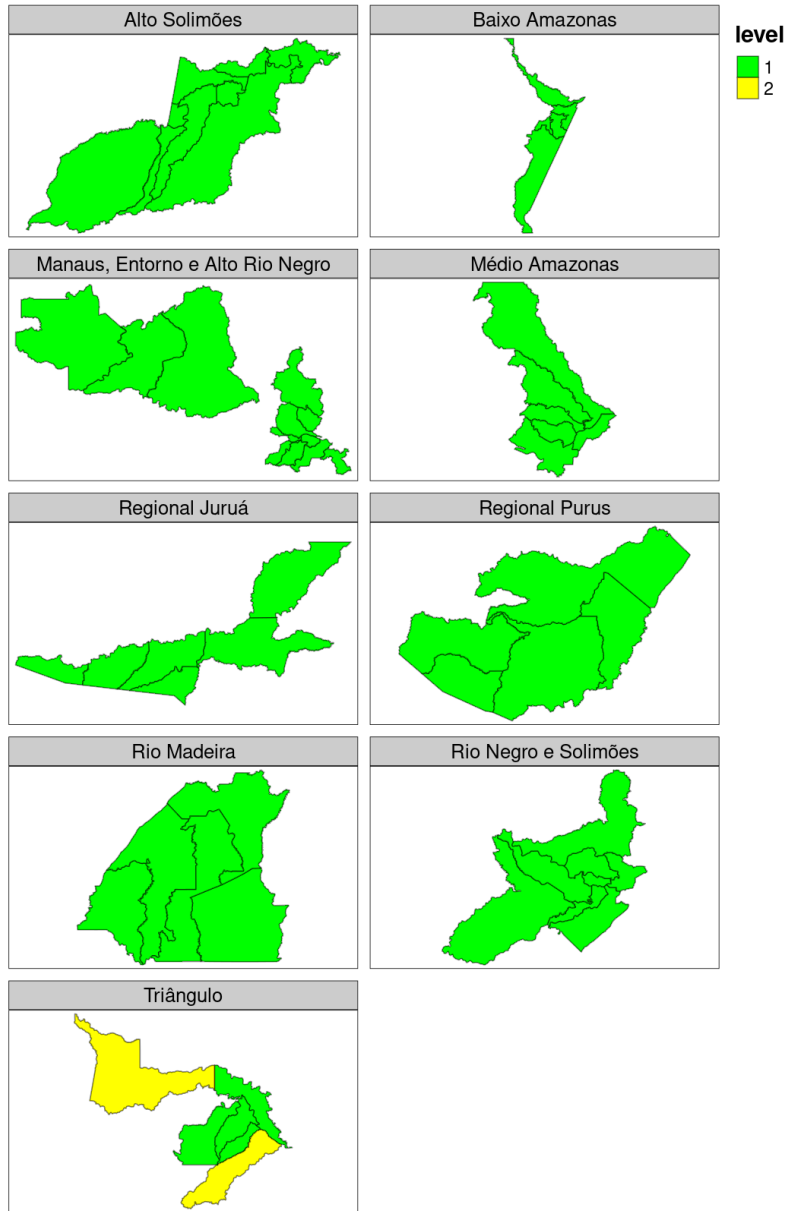 Alto Solimões
Baixo Amazonas
level
1
2
Manaus, Entorno e Alto Rio Negro
Médio Amazonas
Regional Juruá
Regional Purus
Rio Madeira
Rio Negro e Solimões
Triângulo